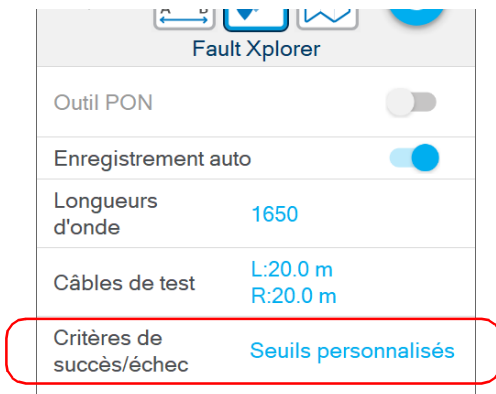 A B
Fault Xplorer
Outil PON
Enregistrement auto
Longueurs
d'onde
1650
Câbles de test
L:20.0 m
R:20.0 m
Critères de
succès/échec
Seuils personnalisés